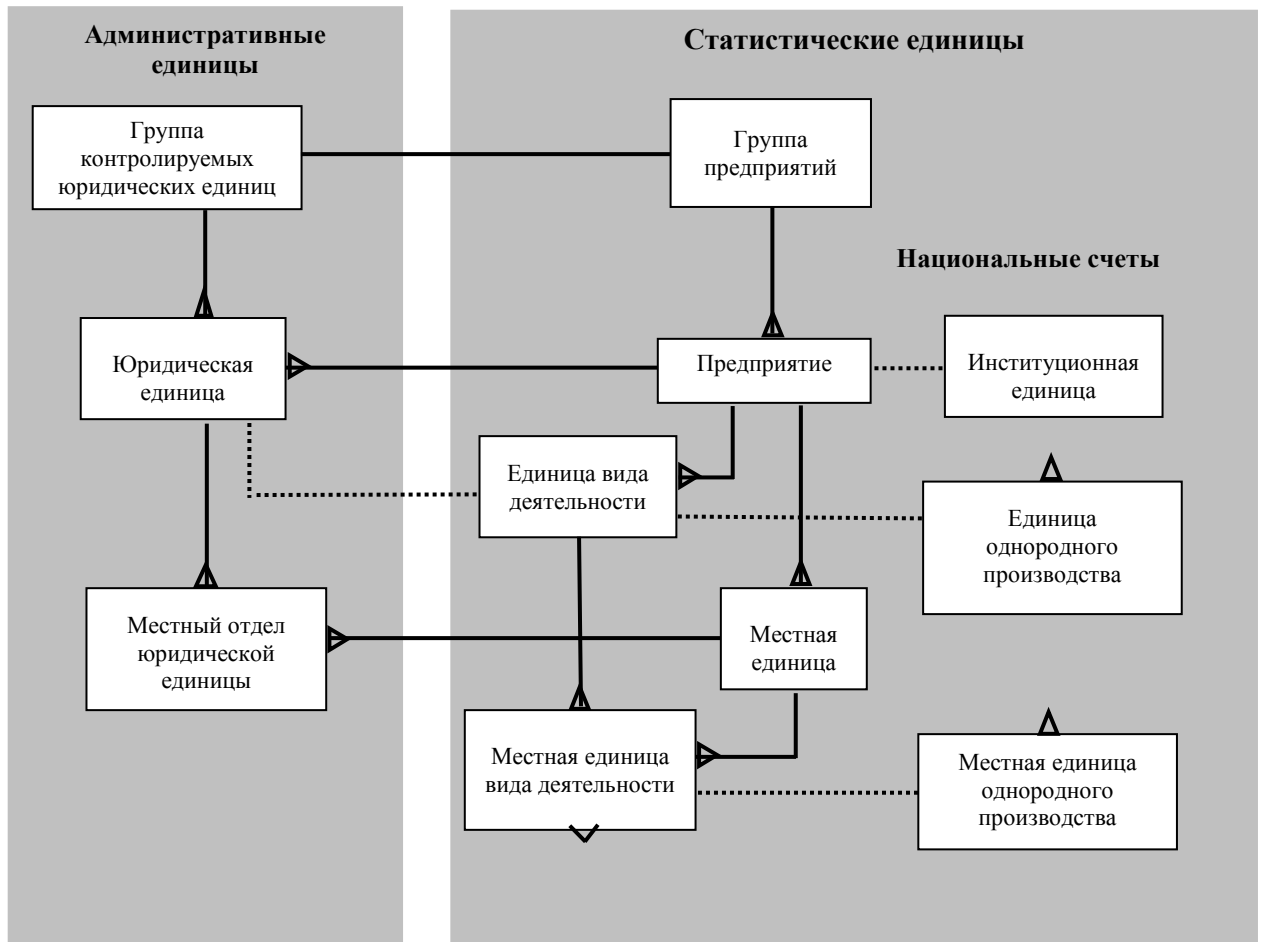 Административные
единицы
Статистические единицы
Группа
контролируемых
юридических единиц
Группа
предприятий
Национальные счеты
Юридическая
единица
Предприятие
Институционная
единица
Единица вида
деятельности
Единица
однородного
производства
Местный отдел
юридической
единицы
Местная
единица
Местная единица
вида деятельности
Местная единица
однородного
производства